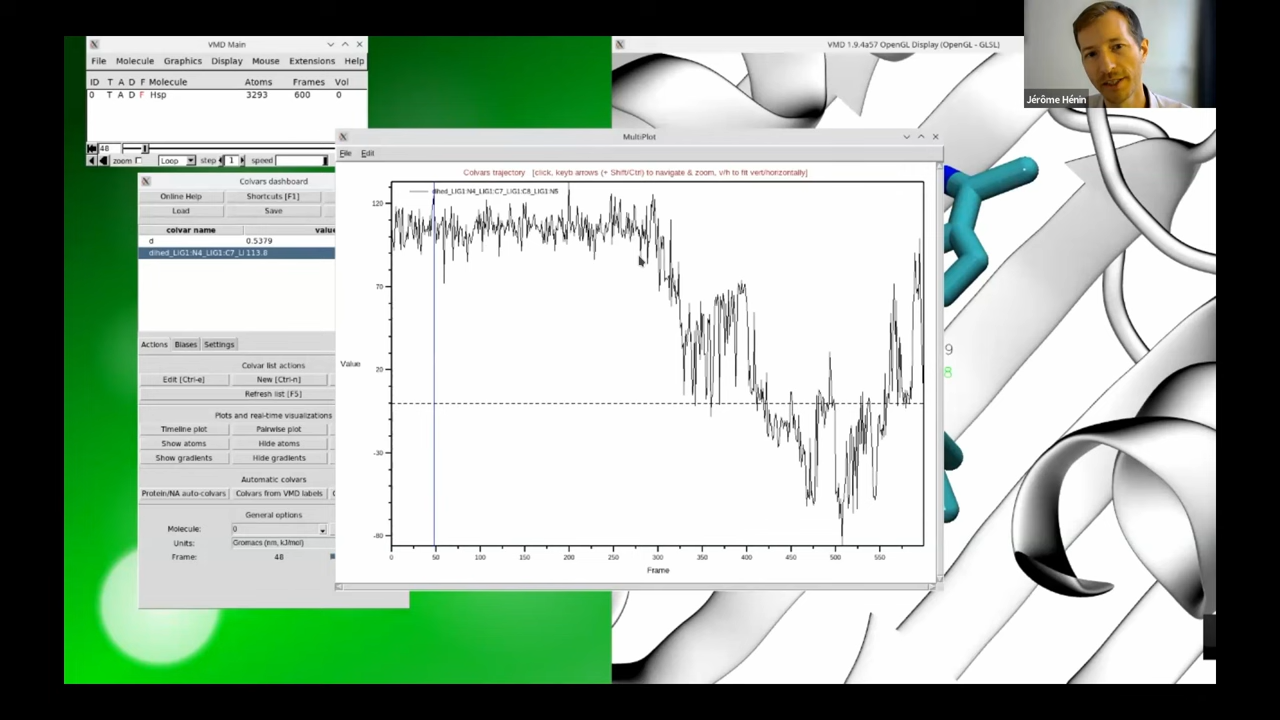 VMD Main
File Molecule Graphics Display Mouse Extensions Help
ID T A D F Molecule Atoms Frames Vol
0 T A D F Hsp 3293 600 0
48
zoom Loop step 1 speed
VMD 1.9.4a57 OpenGL Display (OpenGL - GLSL)
Jérôme Hénin
Colvars dashboard
Online Help Shortcuts [F1]
Load Save
colvar name value
d 0.5379
dihed_LIG1:N4_LIG1:C7_LI 113.8
Actions Biases Settings
Colvar list actions
Edit [Ctrl-e] New [Ctrl-n]
Refresh list [F5]
Plots and real-time visualizations
Timeline plot Pairwise plot
Show atoms Hide atoms
Show gradients Hide gradients
Automatic colvars
Protein/NA auto-colvars Colvars from VMD labels
General options
Molecule: 0
Units: Gromacs (nm, kJ/mol)
Frame: 48
MultiPlot
File Edit
Colvars trajectory [click, keyb arrows (+ Shift/Ctrl) to navigate & zoom, v/h to fit vert/horizontally]
dihed_LIG1:N4_LIG1:C7_LIG1:C8_LIG1:N5
120
70
Value
20
-30
-80
0 50 100 150 200 250 300 350 400 450 500 550
Frame
9
8